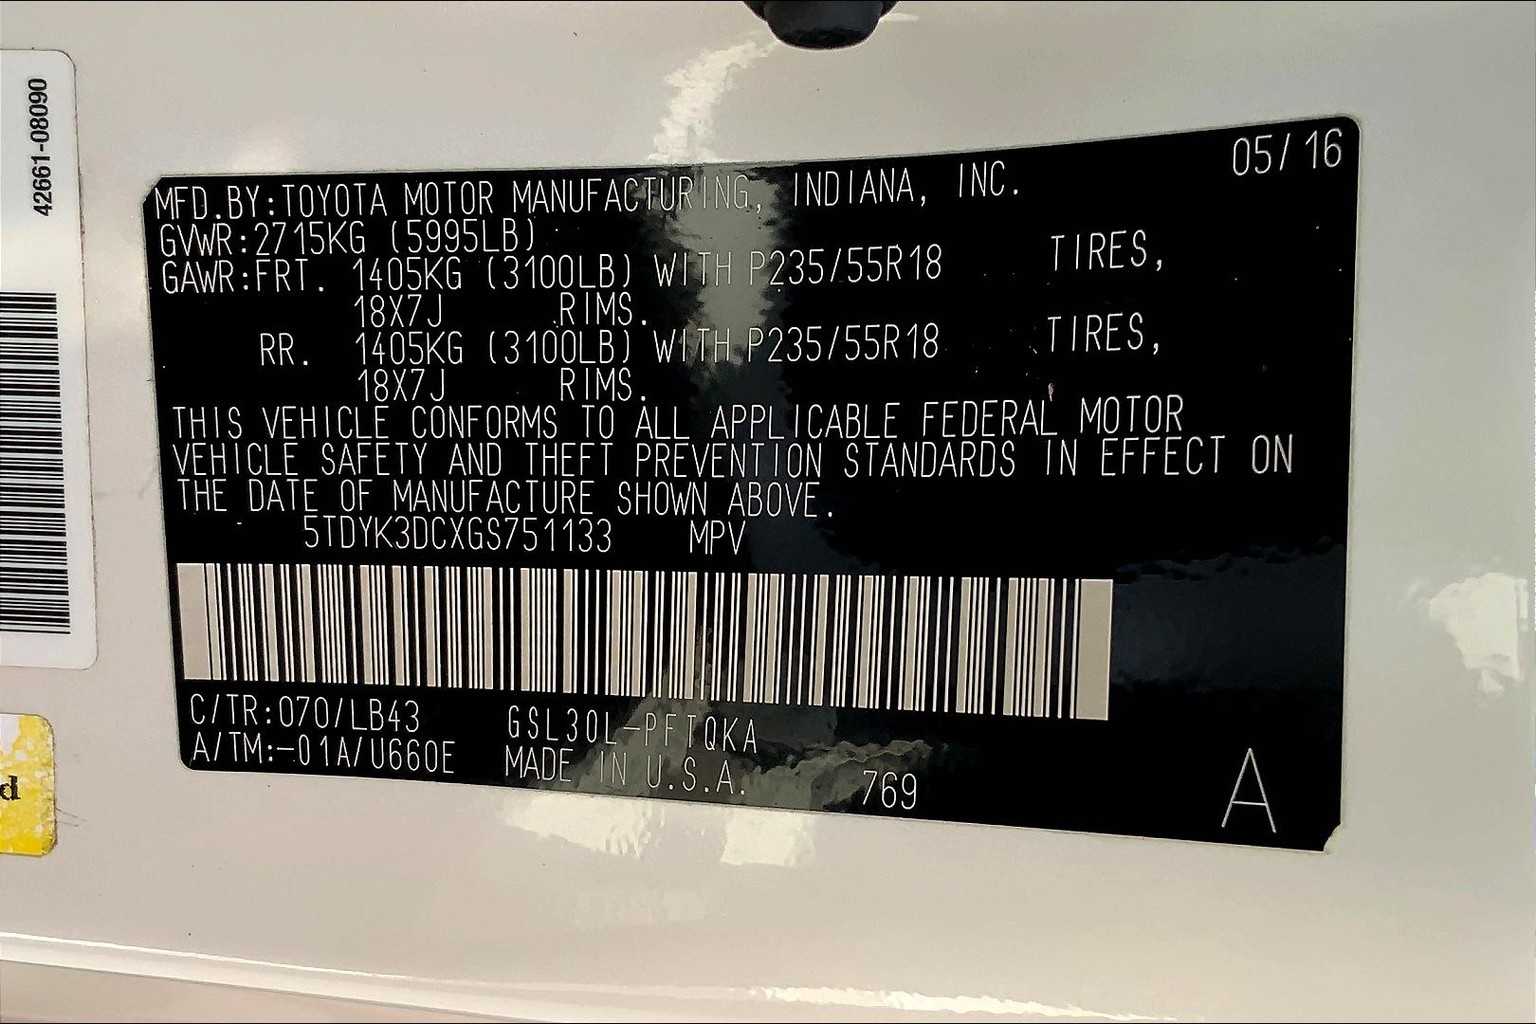 42661-08090
05/16
MFD.BY:TOYOTA MOTOR MANUFACTURING, INDIANA, INC.
GVWR:2715KG (5995LB)
GAWR:FRT. 1405KG (3100LB) WITH P235/55R18 TIRES,
18X7J RIMS.
RR. 1405KG (3100LB) WITH P235/55R18 TIRES,
18X7J RIMS.
THIS VEHICLE CONFORMS TO ALL APPLICABLE FEDERAL MOTOR
VEHICLE SAFETY AND THEFT PREVENTION STANDARDS IN EFFECT ON
THE DATE OF MANUFACTURE SHOWN ABOVE.
5TDYK3DCXGS751133 MPV
C/TR:070/LB43 GSL30L-PFTQKA
A/TM:-01A/U660E MADE IN U.S.A. 769 A
d